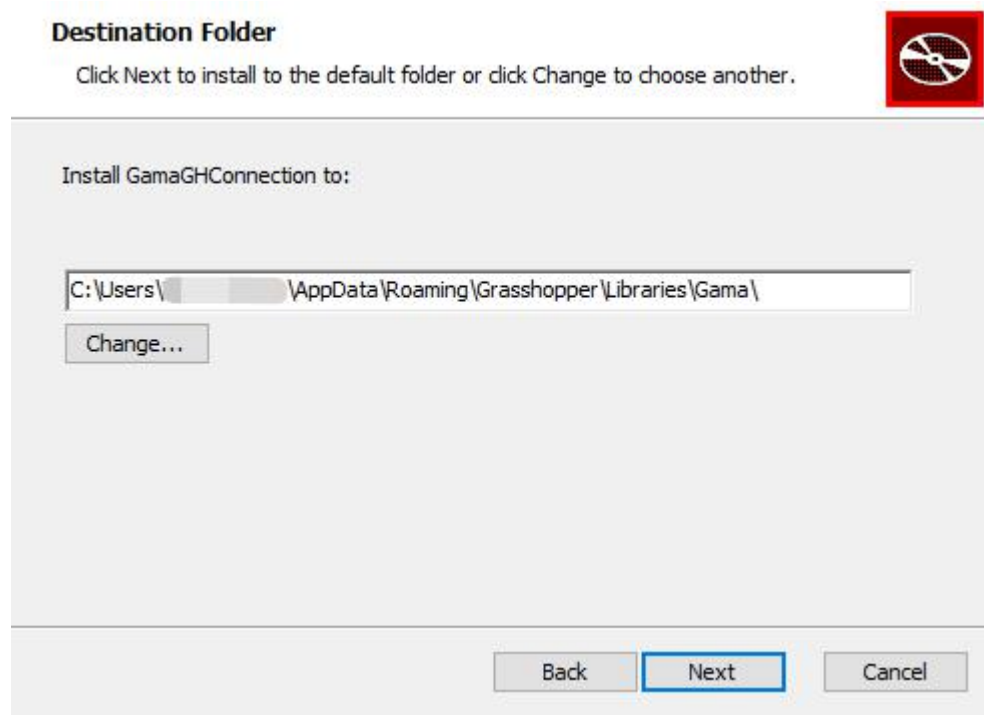 Destination Folder
Click Next to install to the default folder or click Change to choose another.
Install GamaGHConnection to:
C:\Users\ \AppData\Roaming\Grasshopper\Libraries\Gama\
Change...
Back Next Cancel